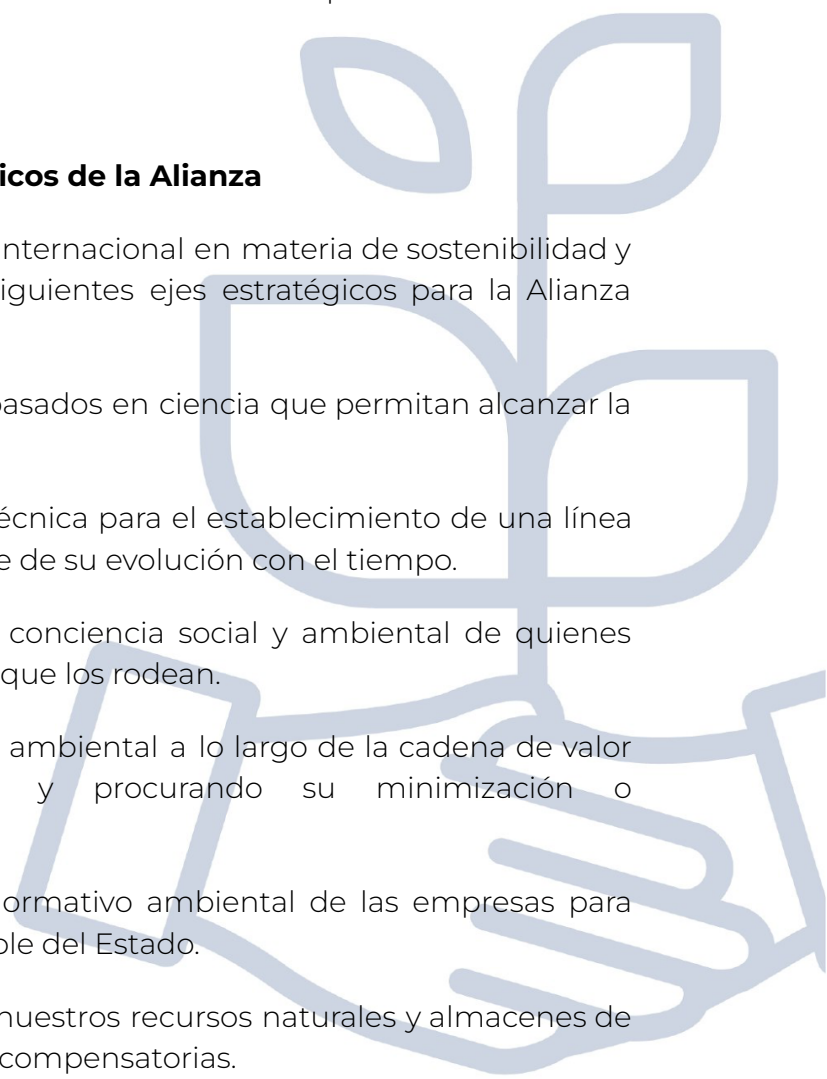 icos de la Alianza
internacional en materia de sostenibilidad y
iguientes ejes estratégicos para la Alianza
basados en ciencia que permitan alcanzar la
écnica para el establecimiento de una línea
e de su evolución con el tiempo.
conciencia social y ambiental de quienes
que los rodean.
ambiental a lo largo de la cadena de valor
y procurando su minimización o
ormativo ambiental de las empresas para
ble del Estado.
nuestros recursos naturales y almacenes de
compensatorias.